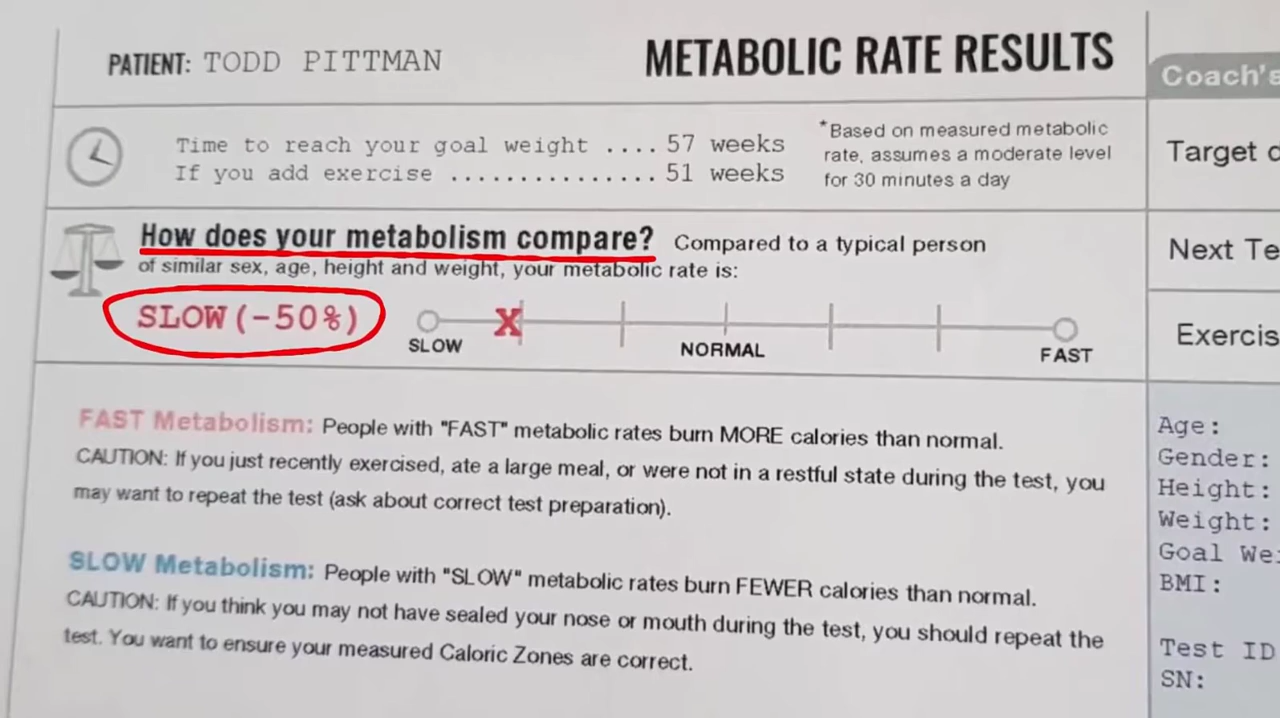 PATIENT: TODD PITTMAN
METABOLIC RATE RESULTS
Time to reach your goal weight .... 57 weeks
If you add exercise ............... 51 weeks
*Based on measured metabolic
rate, assumes a moderate level
for 30 minutes a day
How does your metabolism compare? Compared to a typical person
of similar sex, age, height and weight, your metabolic rate is:
SLOW (-50%)
X
SLOW
NORMAL
FAST
FAST Metabolism: People with "FAST" metabolic rates burn MORE calories than normal.
CAUTION: If you just recently exercised, ate a large meal, or were not in a restful state during the test, you
may want to repeat the test (ask about correct test preparation).
SLOW Metabolism: People with "SLOW" metabolic rates burn FEWER calories than normal.
CAUTION: If you think you may not have sealed your nose or mouth during the test, you should repeat the
test. You want to ensure your measured Caloric Zones are correct.
Coach's
Target
Next Te
Exercis
Age:
Gender:
Height:
Weight:
Goal We
BMI:
Test ID
SN: